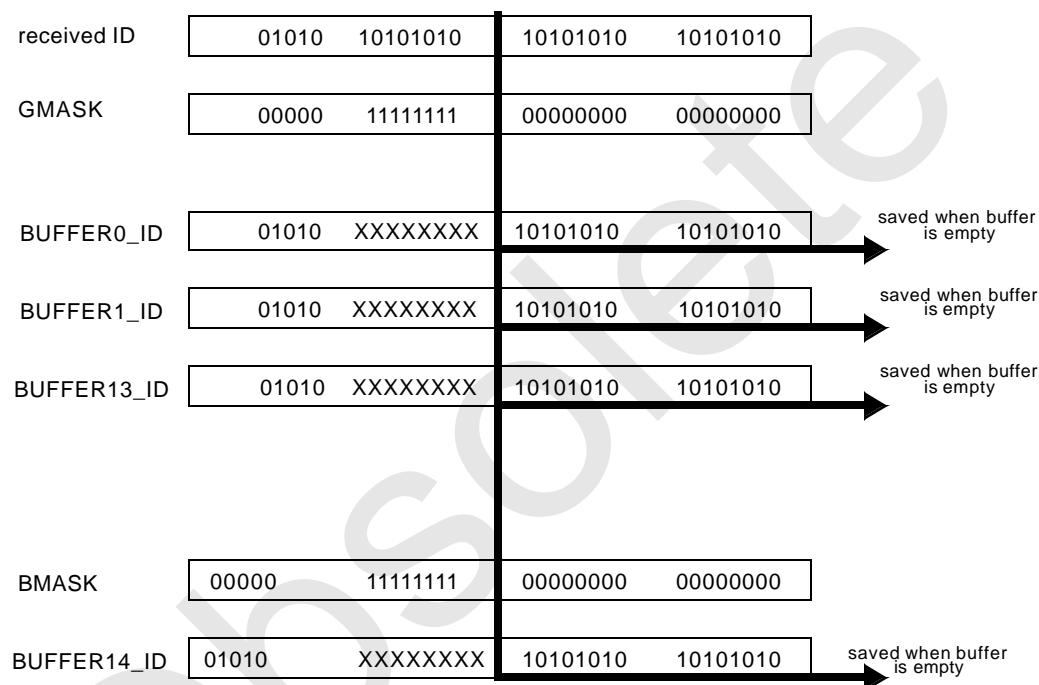 received ID 01010 10101010 10101010 10101010
GMASK 00000 11111111 00000000 00000000
BUFFER0_ID 01010 XXXXXXXX 10101010 10101010 saved when buffer
is empty
BUFFER1_ID 01010 XXXXXXXX 10101010 10101010 saved when buffer
is empty
BUFFER13_ID 01010 XXXXXXXX 10101010 10101010 saved when buffer
is empty
BMASK 00000 11111111 00000000 00000000
BUFFER14_ID 01010 XXXXXXXX 10101010 10101010 saved when buffer
is empty
obsolete